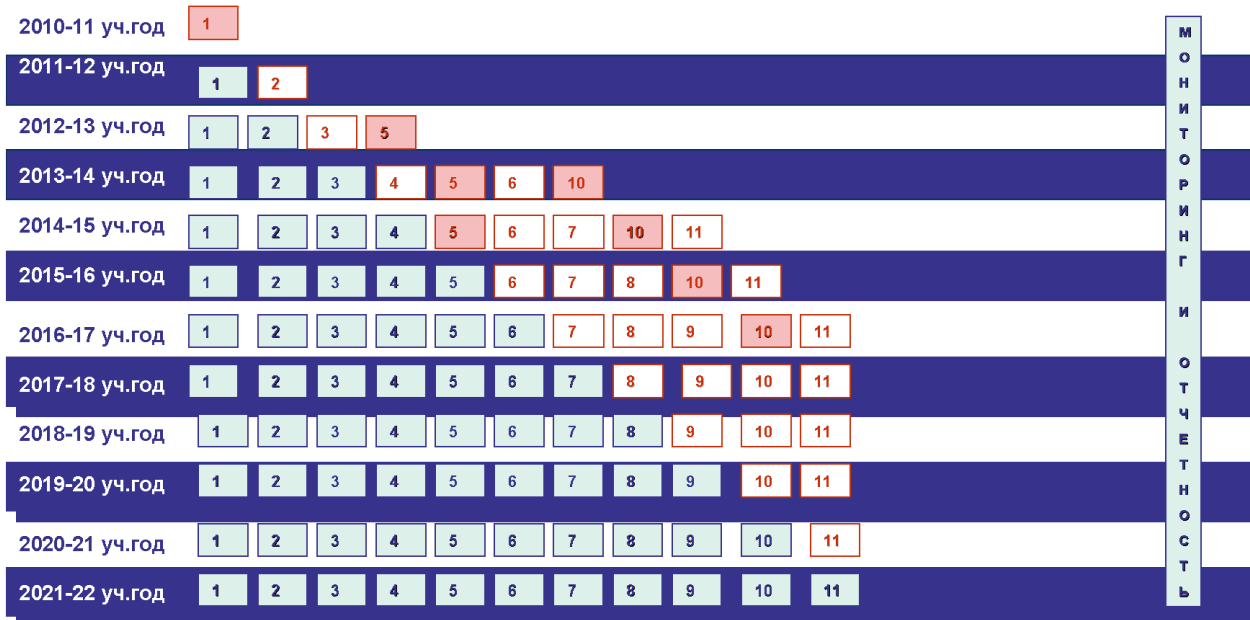 2010-11 уч.год 1
2011-12 уч.год 1 2
2012-13 уч.год 1 2 3 5
2013-14 уч.год 1 2 3 4 5 6 10
2014-15 уч.год 1 2 3 4 5 6 7 10 11
2015-16 уч.год 1 2 3 4 5 6 7 8 10 11
2016-17 уч.год 1 2 3 4 5 6 7 8 9 10 11
2017-18 уч.год 1 2 3 4 5 6 7 8 9 10 11
2018-19 уч.год 1 2 3 4 5 6 7 8 9 10 11
2019-20 уч.год 1 2 3 4 5 6 7 8 9 10 11
2020-21 уч.год 1 2 3 4 5 6 7 8 9 10 11
2021-22 уч.год 1 2 3 4 5 6 7 8 9 10 11
МОНИТОРИНГ И ОТЧЕТНОСТЬ